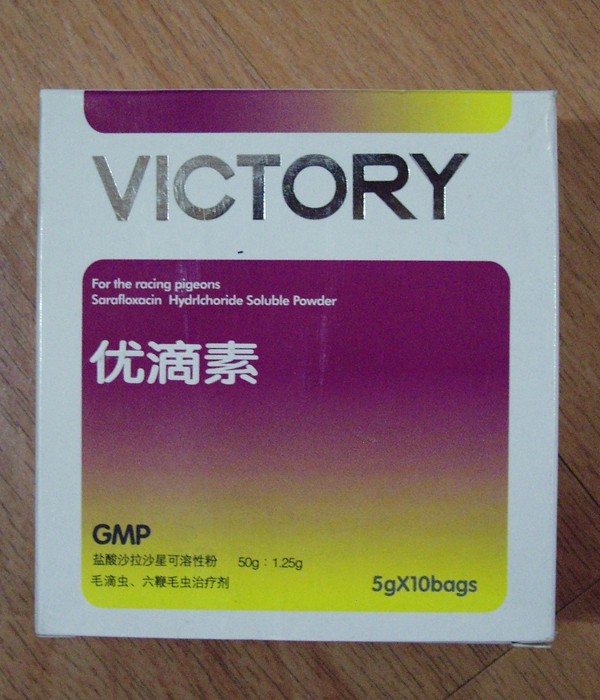 VICTORY
For the racing pigeons
Sarafloxacin Hydrlchoride Soluble Powder
优滴素
GMP
盐酸沙拉沙星可溶性粉 50g：1.25g
毛滴虫、六鞭毛虫治疗剂
5gX10bags